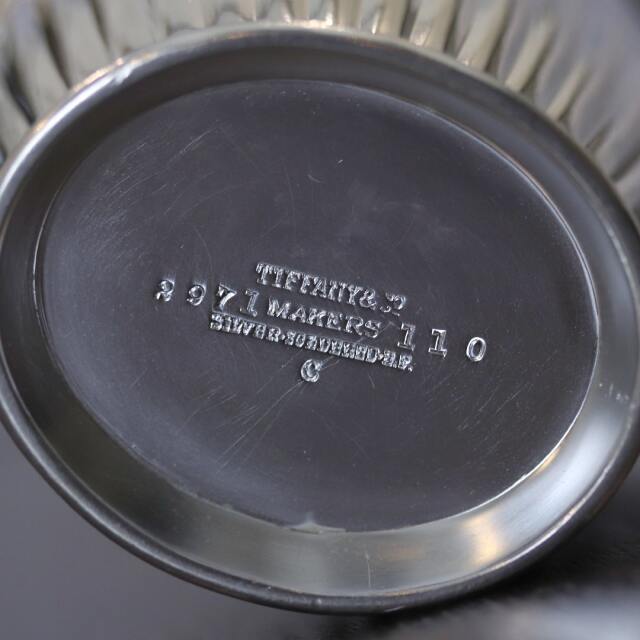 TIFFANY & Co
2971 MAKERS 110
SILVER-SOLDERED-E.P.
C